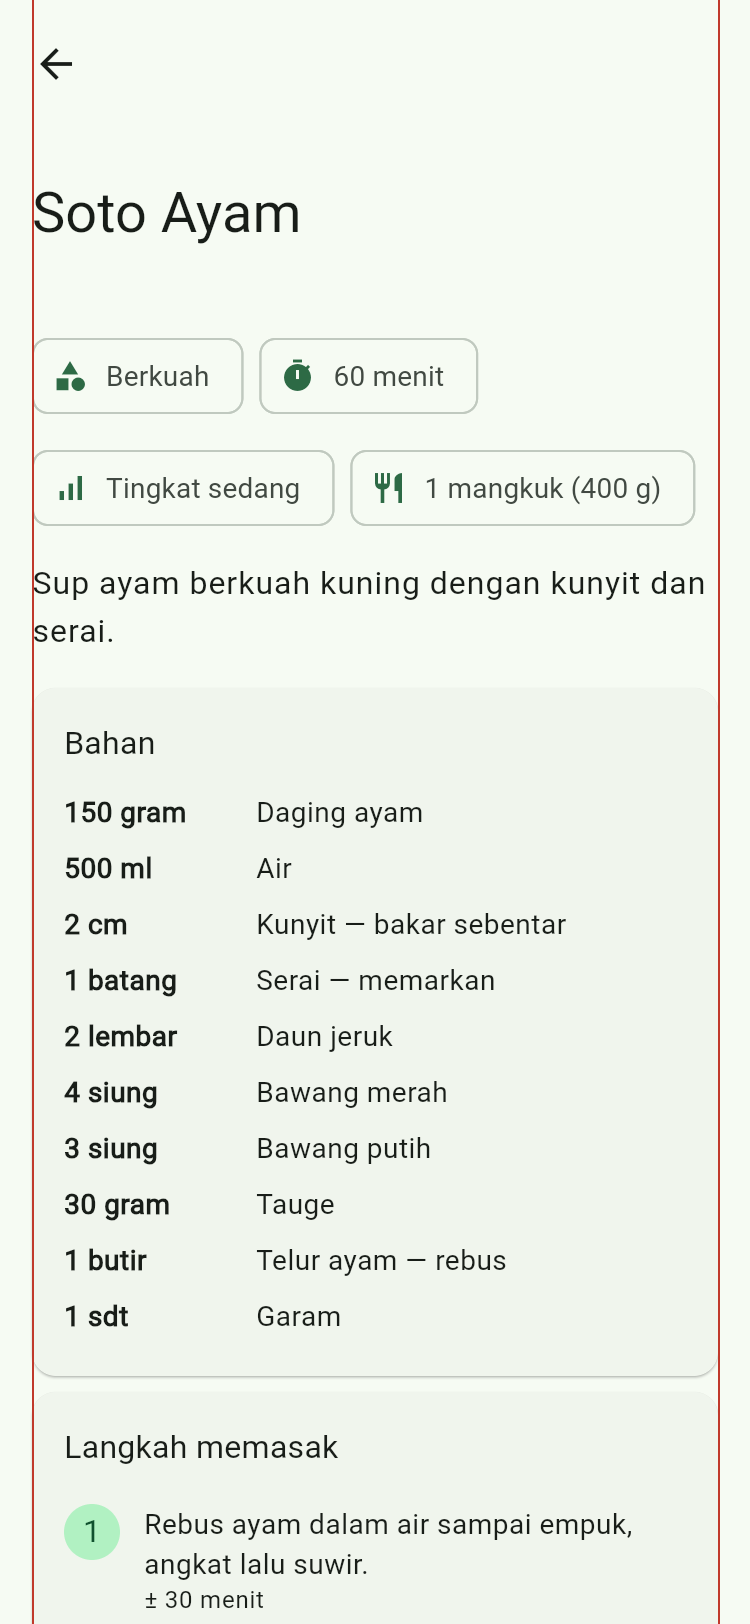 Soto Ayam
Berkuah
60 menit
Tingkat sedang
1 mangkuk (400 g)
Sup ayam berkuah kuning dengan kunyit dan
serai.
Bahan
150 gram Daging ayam
500 ml Air
2 cm Kunyit — bakar sebentar
1 batang Serai — memarkan
2 lembar Daun jeruk
4 siung Bawang merah
3 siung Bawang putih
30 gram Tauge
1 butir Telur ayam — rebus
1 sdt Garam
Langkah memasak
1
Rebus ayam dalam air sampai empuk,
angkat lalu suwir.
± 30 menit